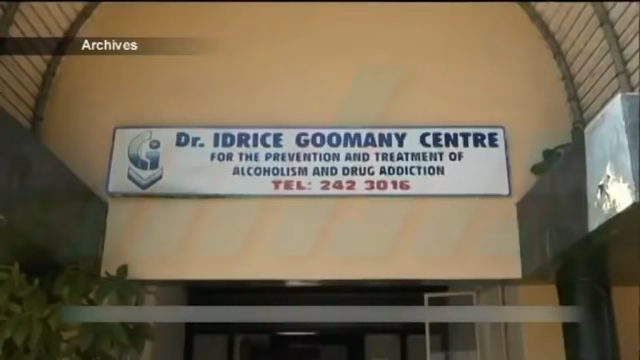 Archives
Dr. IDRICE GOOMANY CENTRE
FOR THE PREVENTION AND TREATMENT OF
ALCOHOLISM AND DRUG ADDICTION
TEL: 242 3016